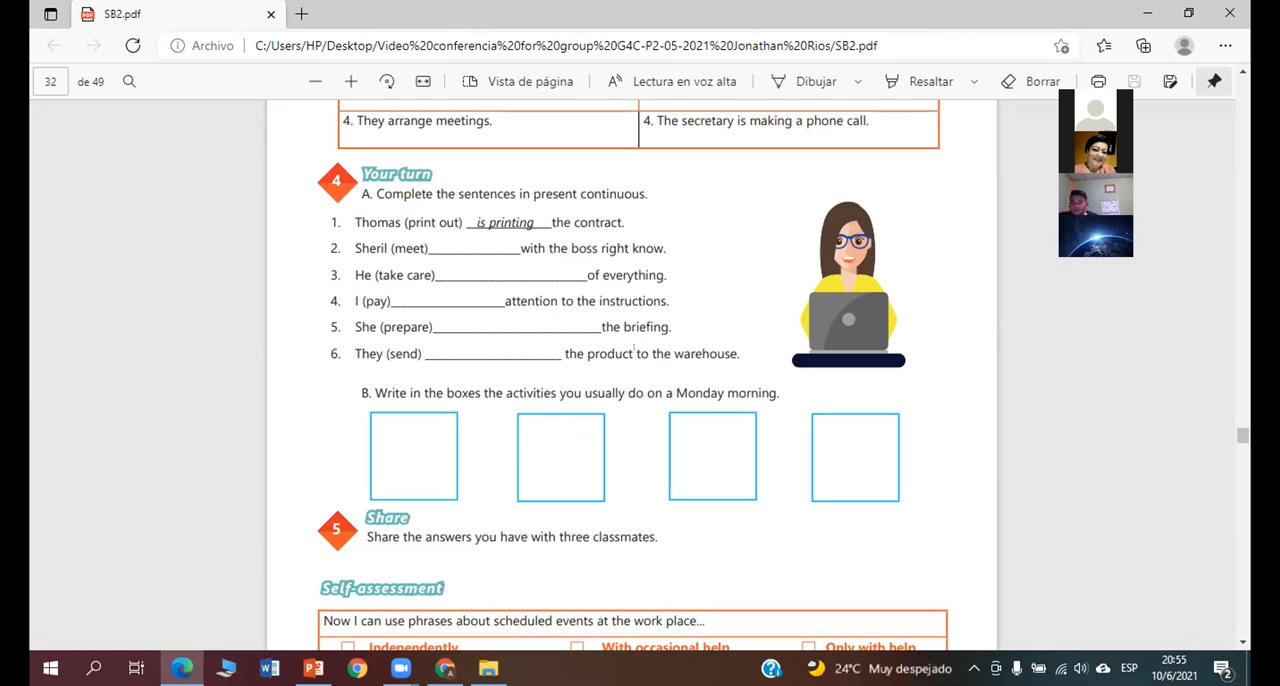 SB2.pdf
Archivo C:/Users/HP/Desktop/Video%20conferencia%20for%20group%20G4C-P2-05-2021%20Jonathan%20Rios/SB2.pdf
32 de 49 Vista de página Lectura en voz alta Dibujar Resaltar Borrar
4. They arrange meetings. 4. The secretary is making a phone call.
4 Your turn
A. Complete the sentences in present continuous.
1. Thomas (print out) __is printing___the contract.
2. Sheril (meet)______________with the boss right know.
3. He (take care)_______________________of everything.
4. I (pay)_________________attention to the instructions.
5. She (prepare)_________________________the briefing.
6. They (send) ____________________ the product to the warehouse.
B. Write in the boxes the activities you usually do on a Monday morning.
5 Share
Share the answers you have with three classmates.
Self-assessment
Now I can use phrases about scheduled events at the work place...
Independently With occasional help Only with help
24°C Muy despejado ESP 20:55
10/6/2021 2